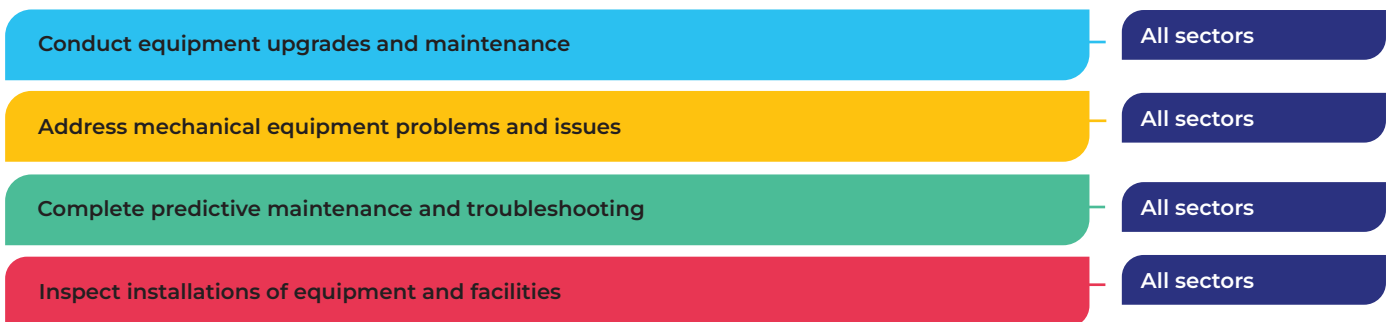 Conduct equipment upgrades and maintenance
All sectors
Address mechanical equipment problems and issues
All sectors
Complete predictive maintenance and troubleshooting
All sectors
Inspect installations of equipment and facilities
All sectors